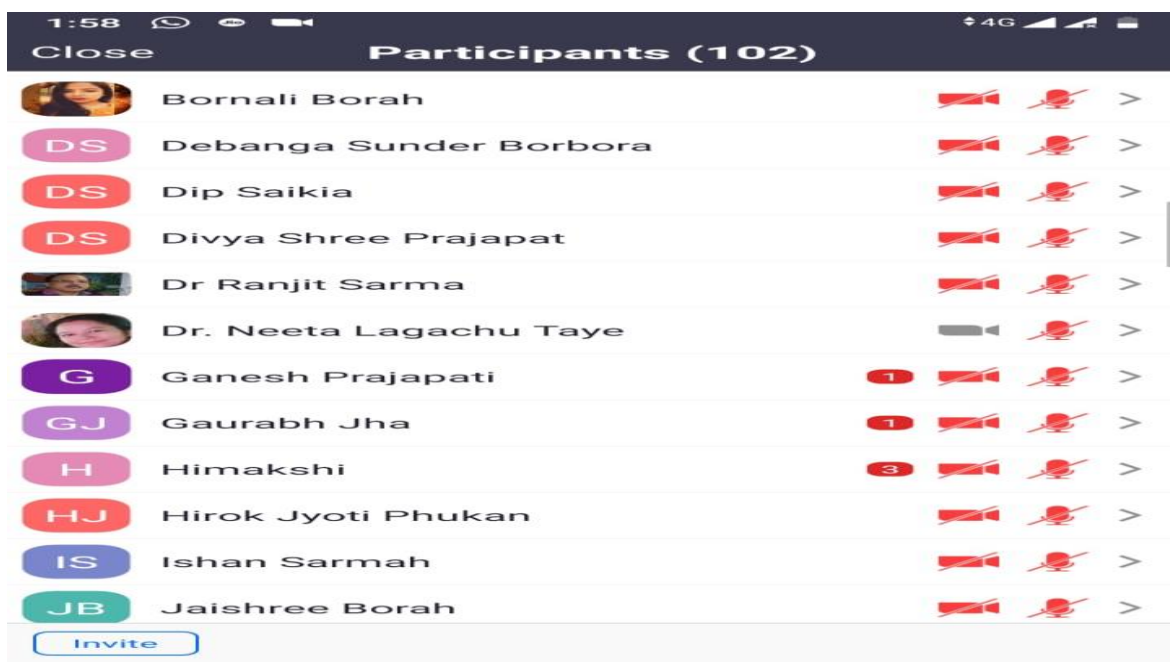 1:58 Jio 4G
Close Participants (102)
Bornali Borah >
DS Debanga Sunder Borbora >
DS Dip Saikia >
DS Divya Shree Prajapat >
Dr Ranjit Sarma >
Dr. Neeta Lagachu Taye >
G Ganesh Prajapati 1 >
GJ Gaurabh Jha 1 >
H Himakshi 3 >
HJ Hirok Jyoti Phukan >
IS Ishan Sarmah >
JB Jaishree Borah >
Invite